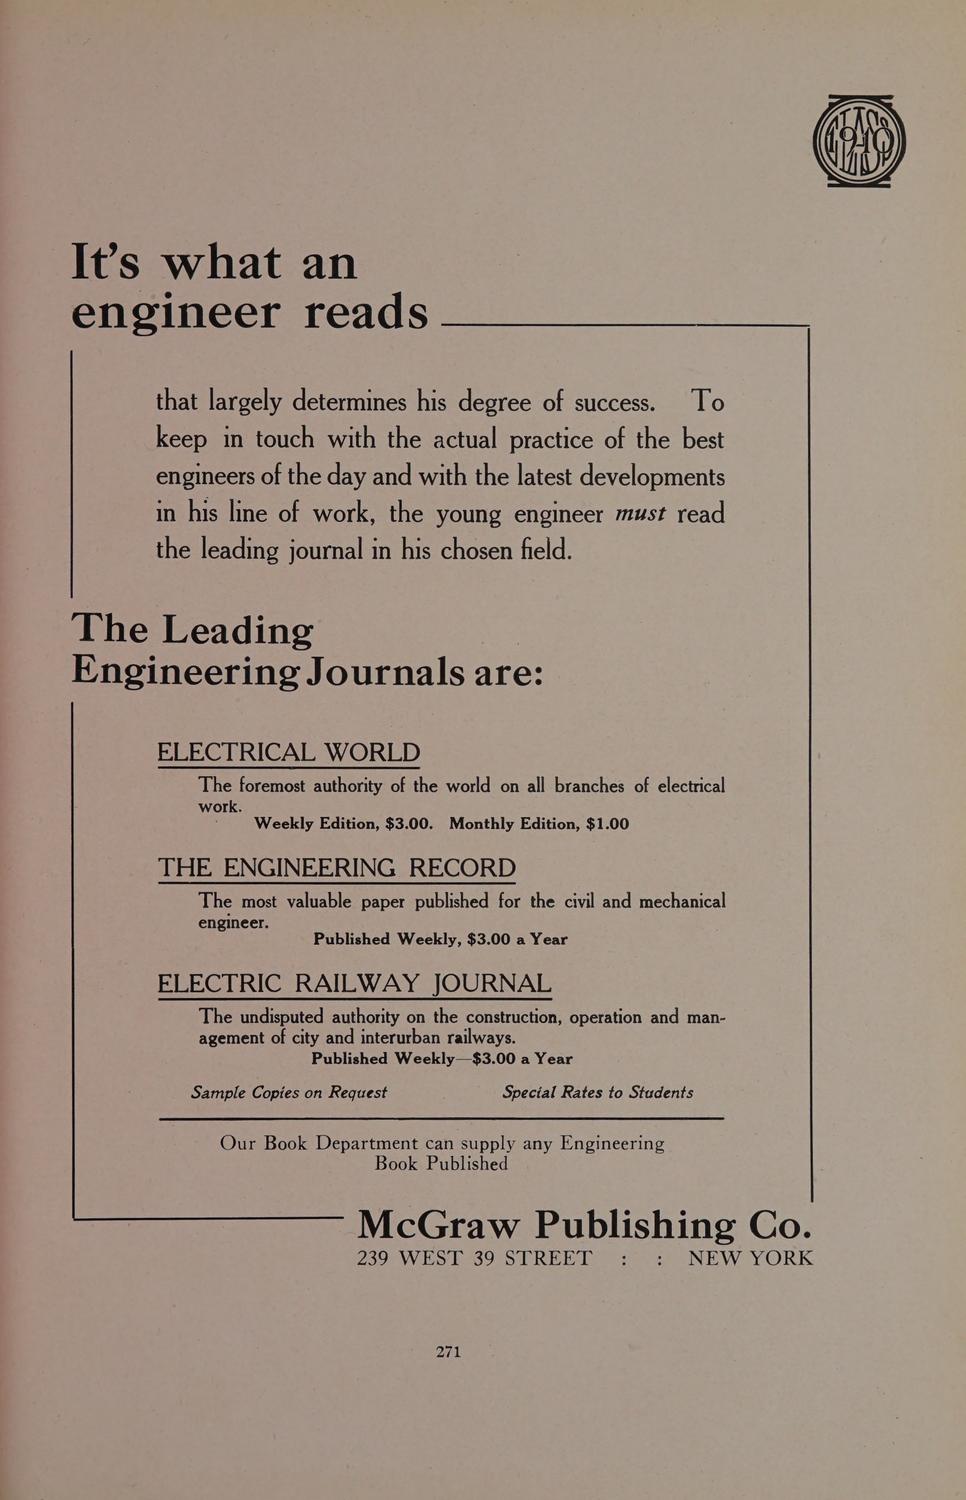 CLASS
1910
It's what an
engineer reads
that largely determines his degree of success. To
keep in touch with the actual practice of the best
engineers of the day and with the latest developments
in his line of work, the young engineer must read
the leading journal in his chosen field.
The Leading
Engineering Journals are:
ELECTRICAL WORLD
The foremost authority of the world on all branches of electrical
work.
Weekly Edition, $3.00. Monthly Edition, $1.00
THE ENGINEERING RECORD
The most valuable paper published for the civil and mechanical
engineer.
Published Weekly, $3.00 a Year
ELECTRIC RAILWAY JOURNAL
The undisputed authority on the construction, operation and man-
agement of city and interurban railways.
Published Weekly—$3.00 a Year
Sample Copies on Request Special Rates to Students
Our Book Department can supply any Engineering
Book Published
McGraw Publishing Co.
239 WEST 39 STREET : : NEW YORK
271